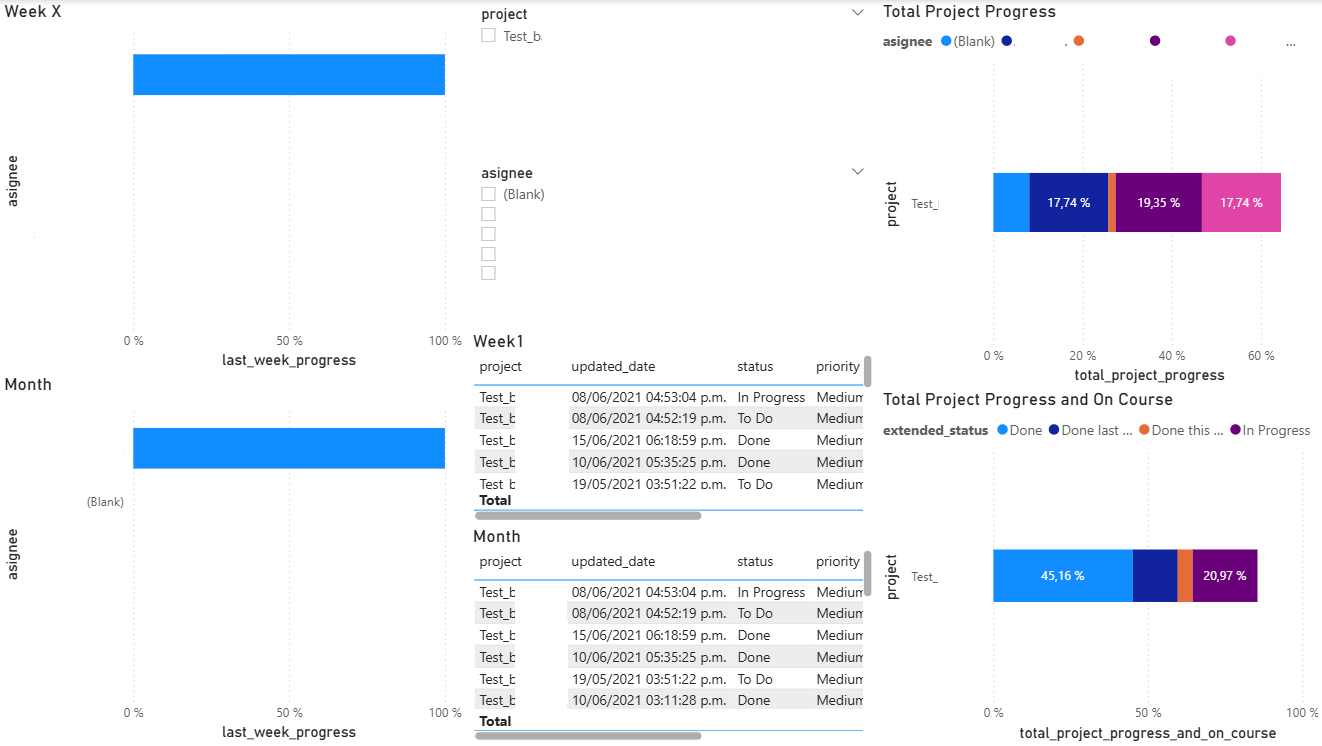 Week X
asignee
0 % 50 % 100 %
last_week_progress
Month
(Blank)
asignee
0 % 50 % 100 %
last_week_progress
project
Test_b
asignee
(Blank)
Week1
project updated_date status priority
Test_b 08/06/2021 04:53:04 p.m. In Progress Medium
Test_b 08/06/2021 04:52:19 p.m. To Do Medium
Test_b 15/06/2021 06:18:59 p.m. Done Medium
Test_b 10/06/2021 05:35:25 p.m. Done Medium
Test_b 19/05/2021 03:51:22 p.m. To Do Medium
Total
Month
project updated_date status priority
Test_b 08/06/2021 04:53:04 p.m. In Progress Medium
Test_b 08/06/2021 04:52:19 p.m. To Do Medium
Test_b 15/06/2021 06:18:59 p.m. Done Medium
Test_b 10/06/2021 05:35:25 p.m. Done Medium
Test_b 19/05/2021 03:51:22 p.m. To Do Medium
Test_b 10/06/2021 03:11:28 p.m. Done Medium
Total
Total Project Progress
asignee (Blank) ...
project
Test_
17,74 % 19,35 % 17,74 %
0 % 20 % 40 % 60 %
total_project_progress
Total Project Progress and On Course
extended_status Done Done last ... Done this ... In Progress
project
Test_
45,16 % 20,97 %
0 % 50 % 100 %
total_project_progress_and_on_course